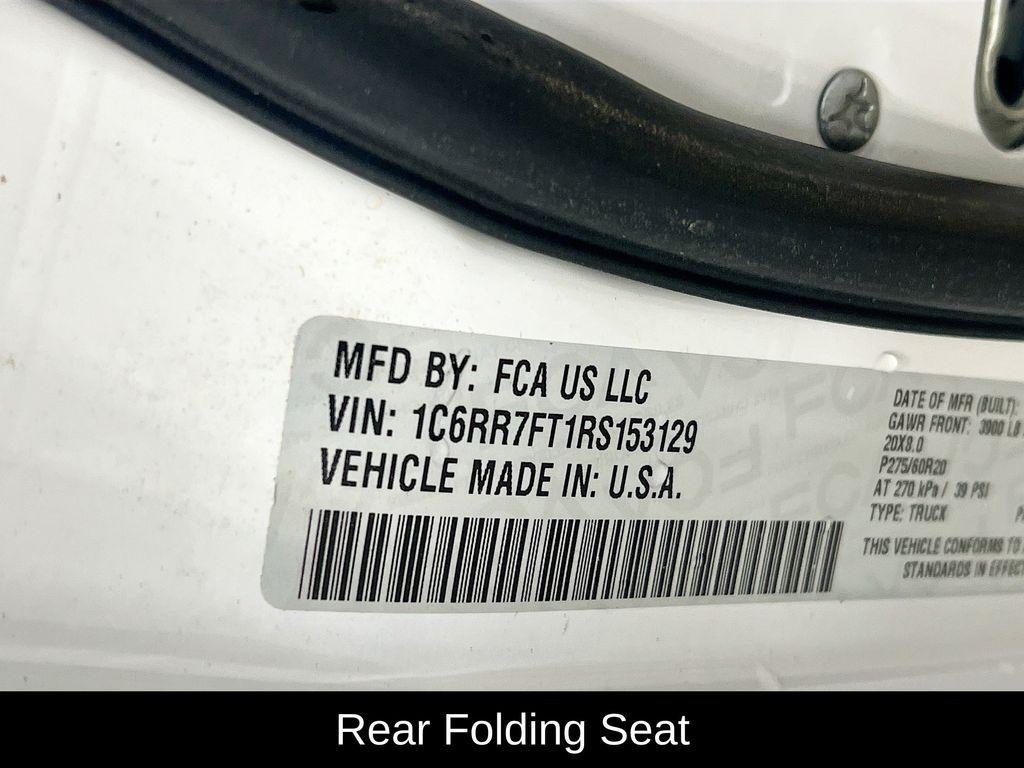 MFD BY: FCA US LLC
VIN: 1C6RR7FT1RS153129
VEHICLE MADE IN: U.S.A.
DATE OF MFR (BUILT):
GAWR FRONT: 3900 LB
20X8.0
P275/60R20
AT 270 kPa / 39 PSI
TYPE: TRUCK
THIS VEHICLE CONFORMS TO
STANDARDS IN EFFECT
Rear Folding Seat